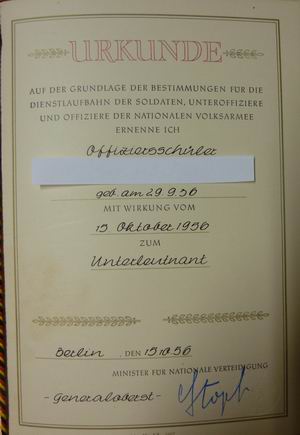 URKUNDE
AUF DER GRUNDLAGE DER BESTIMMUNGEN FÜR DIE
DIENSTLAUFBAHN DER SOLDATEN, UNTEROFFIZIERE
UND OFFIZIERE DER NATIONALEN VOLKSARMEE
ERNENNE ICH
Offiziersschüler
geb. am 29.9.36
MIT WIRKUNG VOM
15. Oktober 1956
ZUM
Unterleutnant
Berlin, DEN 15.10.56
MINISTER FÜR NATIONALE VERTEIDIGUNG
-Generaloberst-
Stoph